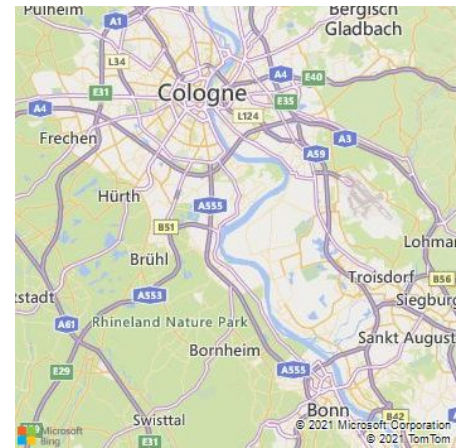 Pulheim
Bergisch
Gladbach
A1
L34
A4
E40
E31
Cologne
E35
A4
L124
Frechen
A3
A59
Hürth
A555
B51
Lohmar
Brühl
Troisdorf
B56
A553
Siegburg
tstadt
A61
Rhineland Nature Park
Sankt August
Bornheim
E29
A555
Microsoft
Bing
© 2021 Microsoft Corporation
Bonn
B42
Swisttal
E31
© 2021 TomTom